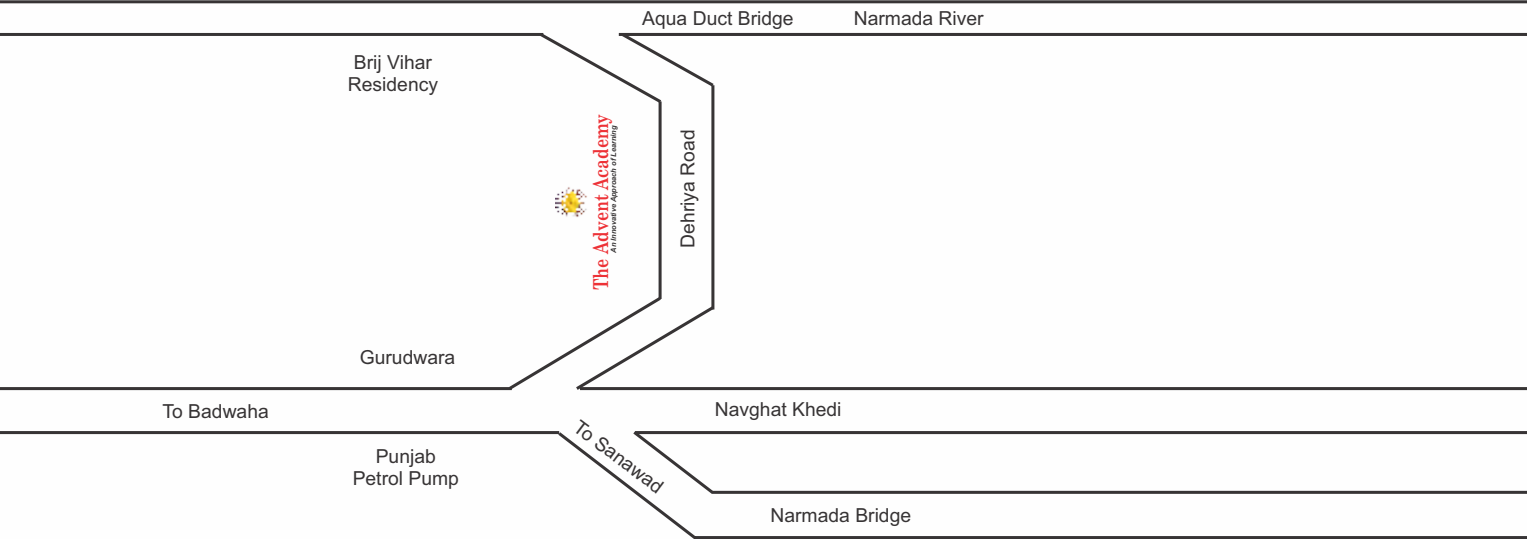 Aqua Duct Bridge
Narmada River
Brij Vihar
Residency
The Advent Academy
An Innovative Approach of Learning
Dehriya Road
Gurudwara
To Badwaha
Navghat Khedi
To Sanawad
Punjab
Petrol Pump
Narmada Bridge